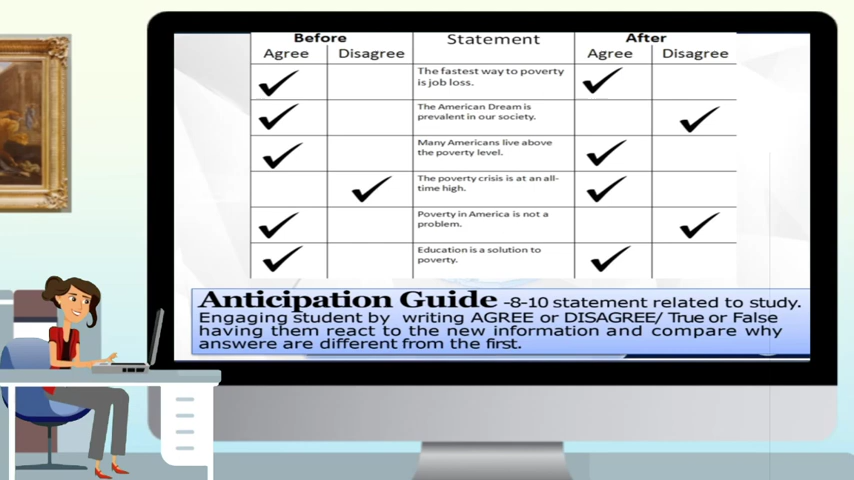 Before Statement After
Agree Disagree Agree Disagree
The fastest way to poverty
is job loss.
The American Dream is
prevalent in our society.
Many Americans live above
the poverty level.
The poverty crisis is at an all-
time high.
Poverty in America is not a
problem.
Education is a solution to
poverty.
Anticipation Guide -8-10 statement related to study.
Engaging student by writing AGREE or DISAGREE/ True or False
having them react to the new information and compare why
answere are different from the first.